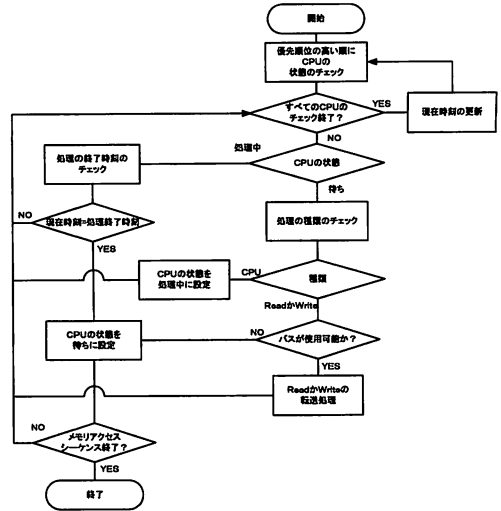 開始
優先順位の高い順に
CPUの
状態のチェック
すべてのCPUの
チェック終了？
YES
現在時刻の更新
NO
処理中
CPUの状態
処理の終了時刻の
チェック
待ち
処理の種類のチェック
NO
現在時刻=処理終了時刻
YES
CPUの状態を
処理中に設定
CPU
種類
ReadかWrite
CPUの状態を
待ちに設定
NO
バスが使用可能か？
YES
ReadかWriteの
転送処理
NO
メモリアクセス
シーケンス終了？
YES
終了